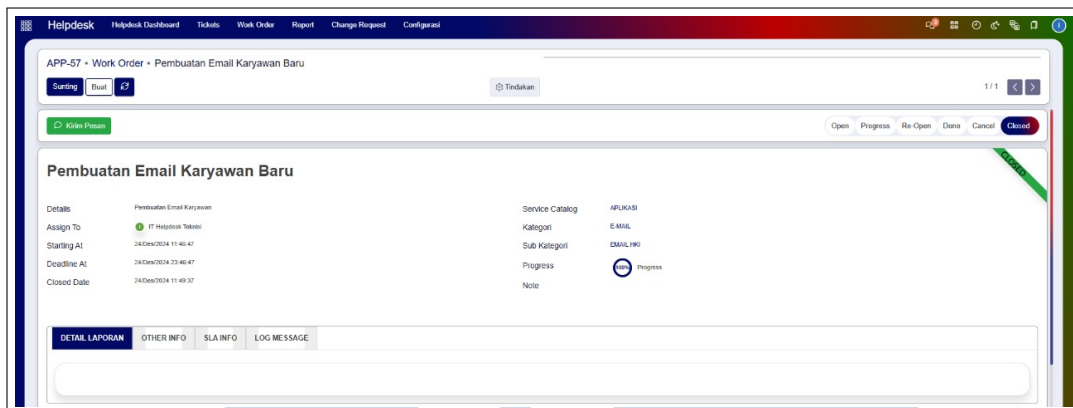 Helpdesk Helpdesk Dashboard Tickets Work Order Report Change Request Configurasi
APP-57 • Work Order • Pembuatan Email Karyawan Baru
Sunting Buat Tindakan 1 / 1
Kirim Pesan Open Progress Re-Open Done Cancel Closed
CLOSED
Pembuatan Email Karyawan Baru
Details Pembuatan Email Karyawan Service Catalog APLIKASI
Assign To IT Helpdesk Teknisi Kategori E-MAIL
Starting At 24/Des/2024 11:46:47 Sub Kategori EMAIL HKI
Deadline At 24/Des/2024 23:46:47 Progress 100% Progress
Closed Date 24/Des/2024 11:49:37 Note
DETAIL LAPORAN OTHER INFO SLA INFO LOG MESSAGE